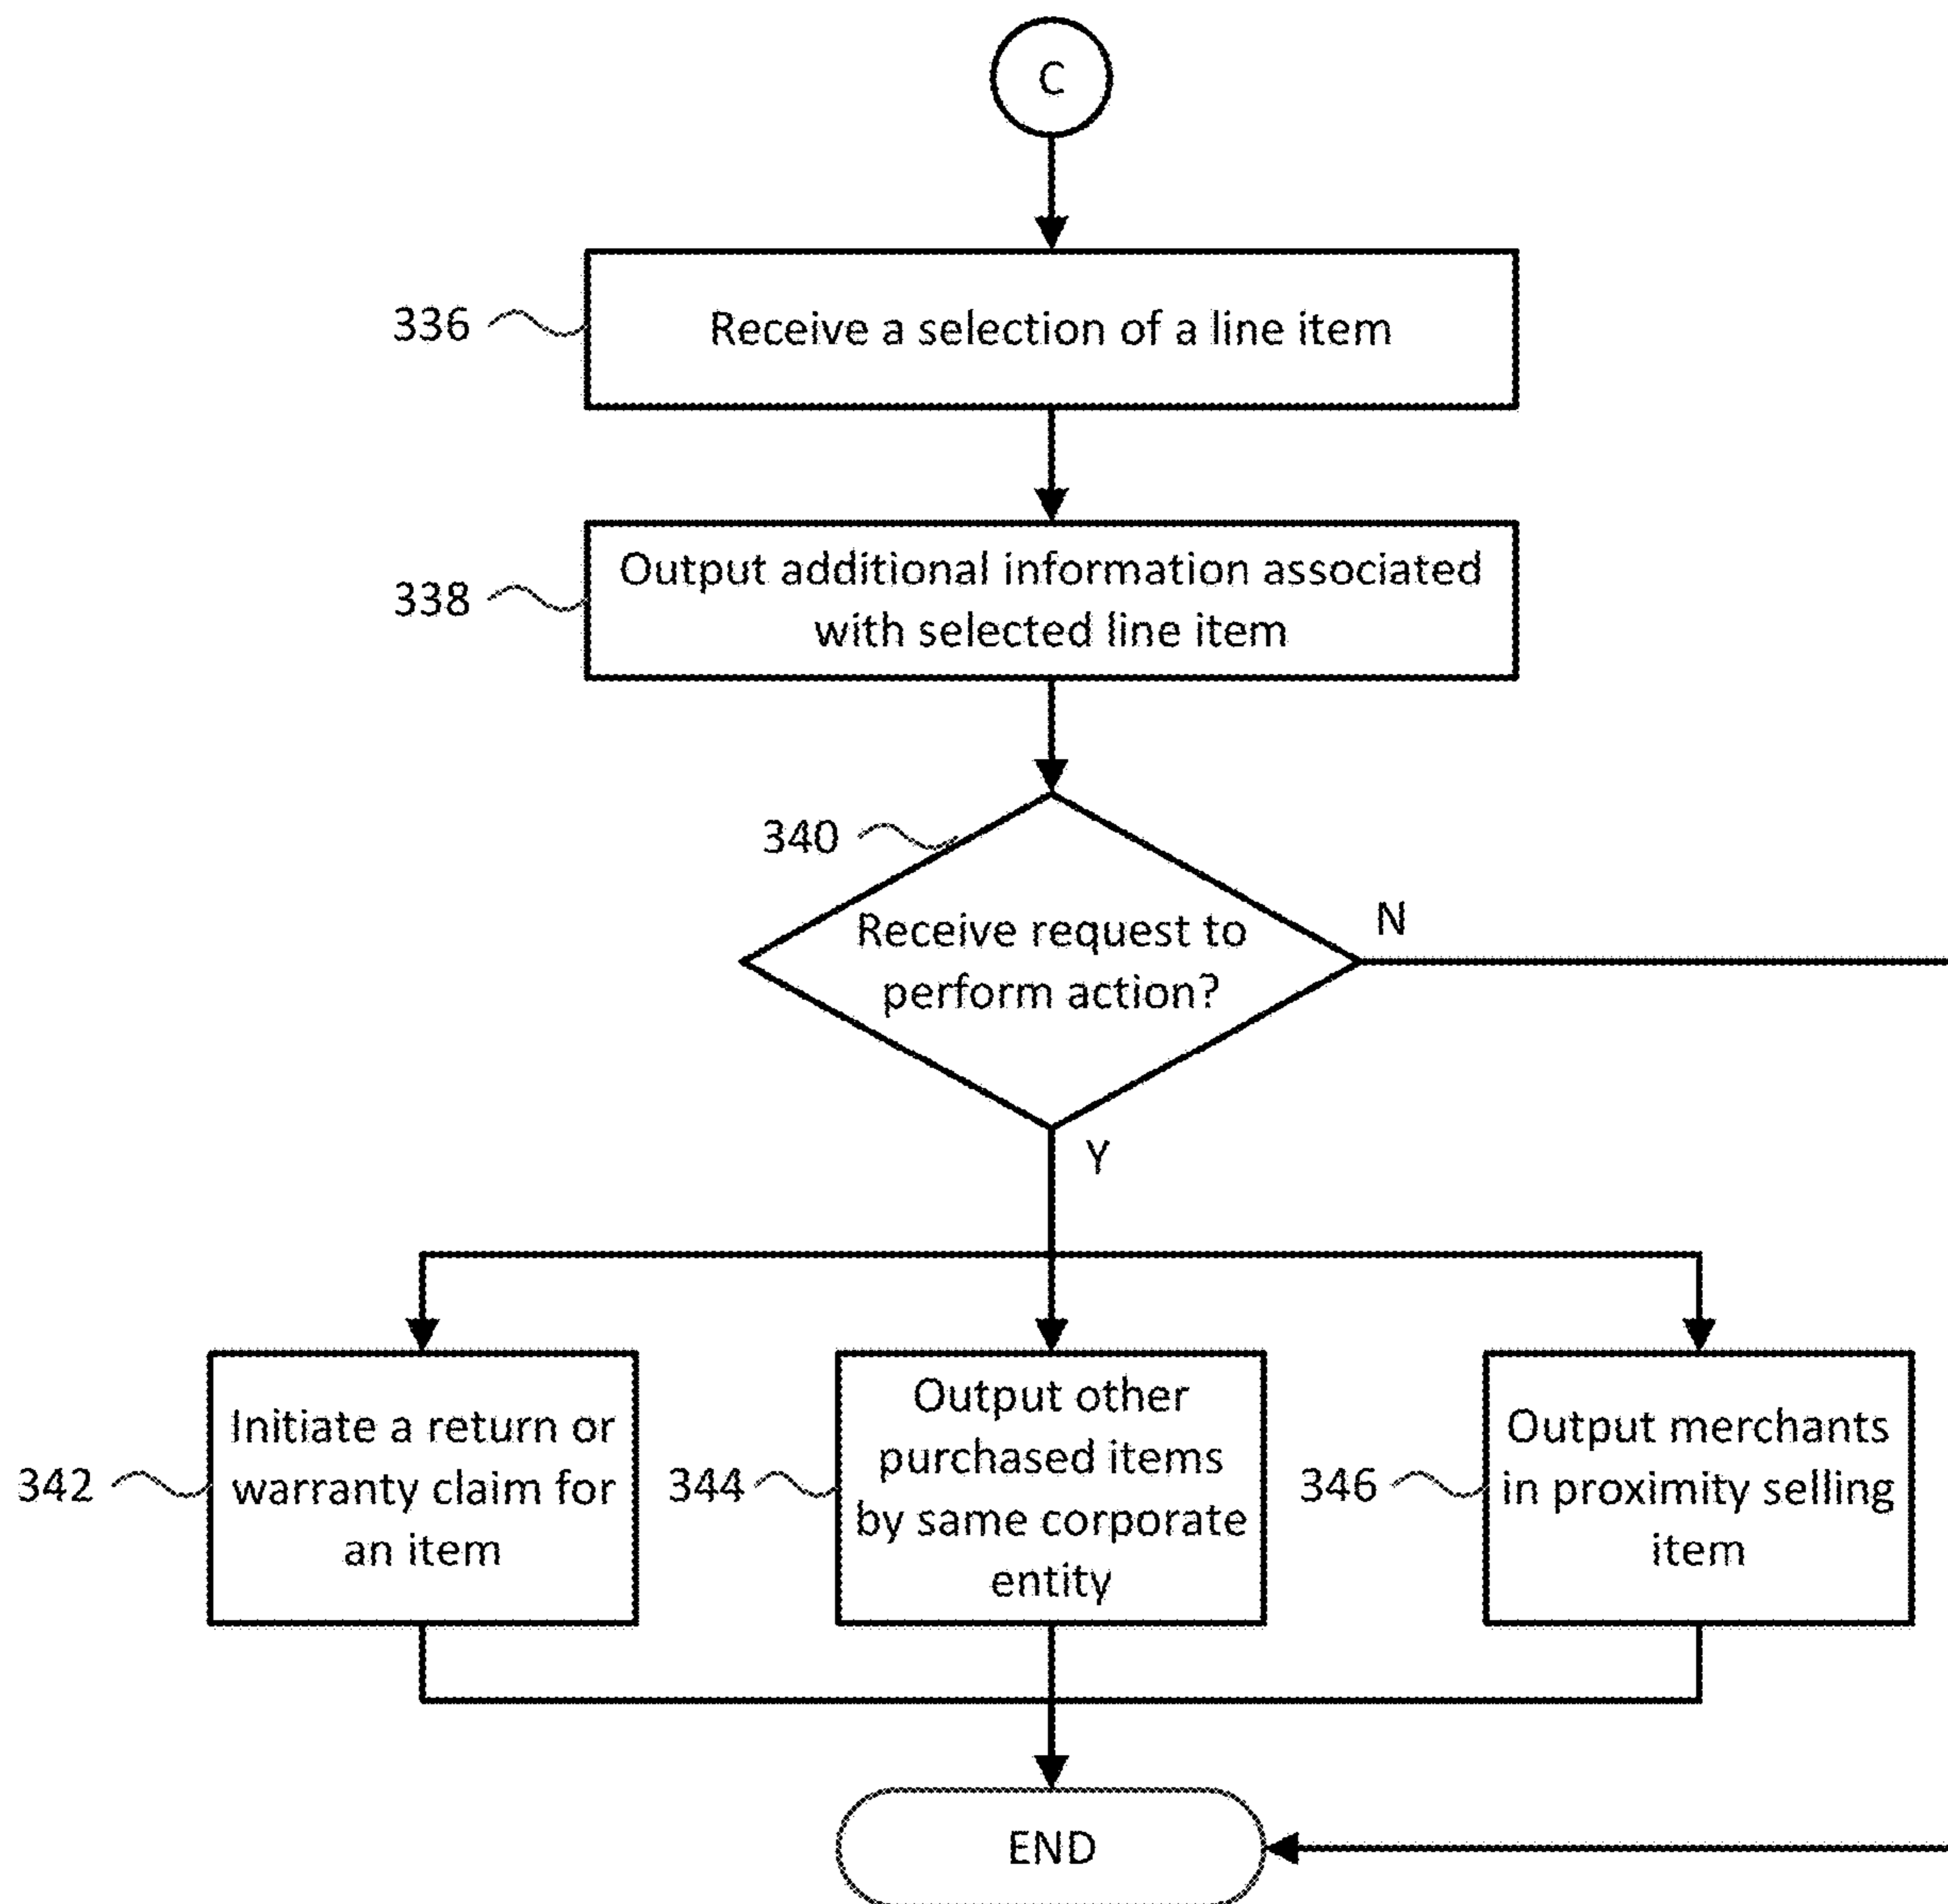 C
336
Receive a selection of a line item
338
Output additional information associated
with selected line item
340
Receive request to
perform action?
N
Y
342
Initiate a return or
warranty claim for
an item
344
Output other
purchased items
by same corporate
entity
346
Output merchants
in proximity selling
item
END